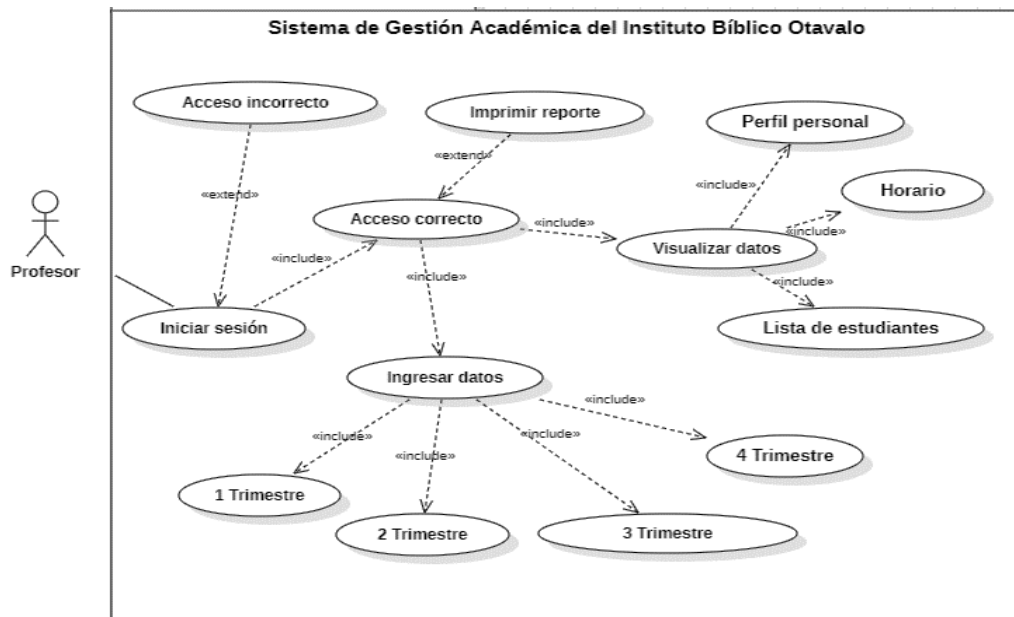 Sistema de Gestión Académica del Instituto Bíblico Otavalo
Acceso incorrecto
Imprimir reporte
Perfil personal
«extend»
«extend»
«include»
Horario
Profesor
Acceso correcto
«include»
«include»
Visualizar datos
«include»
«include»
«include»
Iniciar sesión
Lista de estudiantes
Ingresar datos
«include»
«include»
«include»
«include»
4 Trimestre
1 Trimestre
2 Trimestre
3 Trimestre